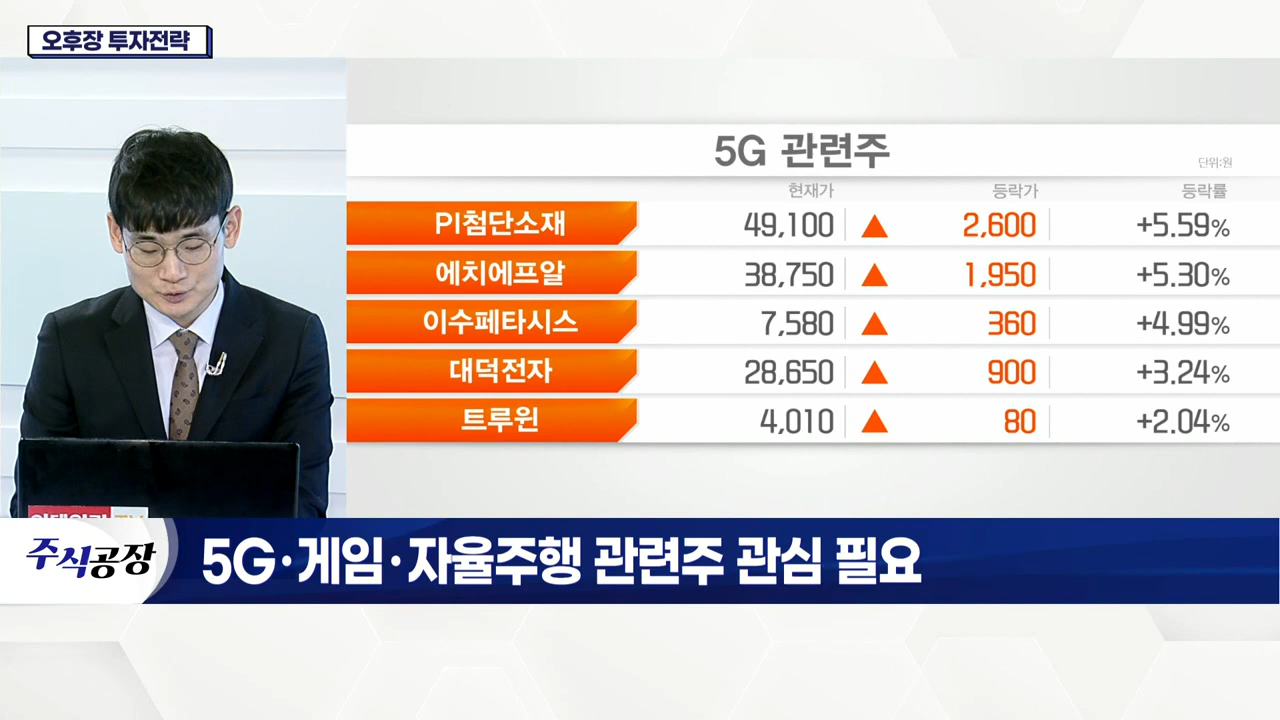 오후장 투자전략
5G 관련주
단위:원
현재가 등락가 등락률
PI첨단소재 49,100 ▲ 2,600 +5.59%
에치에프알 38,750 ▲ 1,950 +5.30%
이수페타시스 7,580 ▲ 360 +4.99%
대덕전자 28,650 ▲ 900 +3.24%
트루윈 4,010 ▲ 80 +2.04%
주식공장
5G·게임·자율주행 관련주 관심 필요